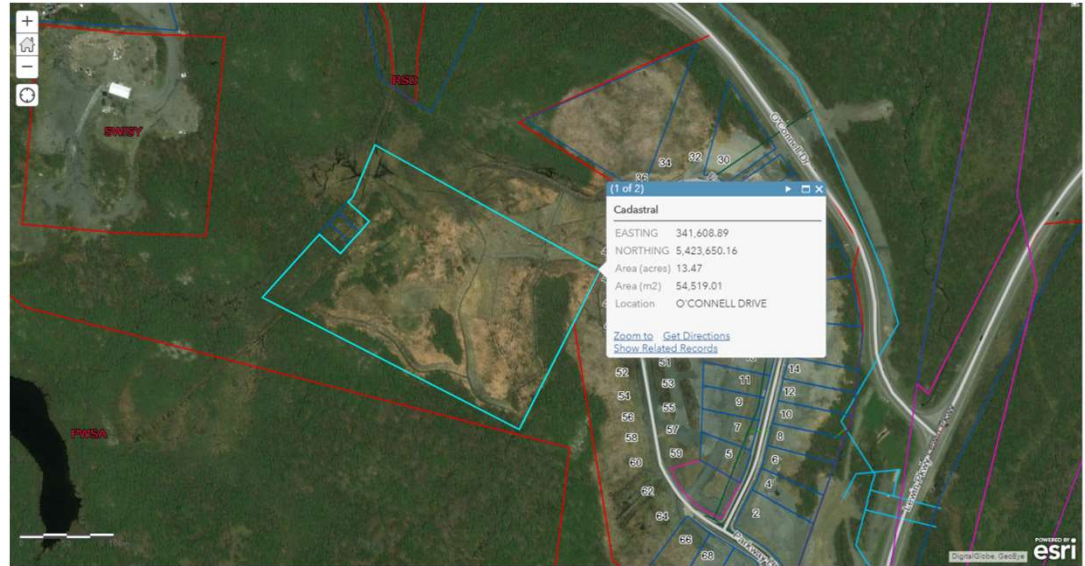 +
−
RSD
SWISY
O'Connell Dr
34
32
30
36
(1 of 2)
Cadastral
EASTING 341,608.89
NORTHING 5,423,650.16
Area (acres) 13.47
Area (m2) 54,519.01
Location O'CONNELL DRIVE
Zoom to Get Directions
Show Related Records
51
14
52
53
11
12
54
55
9
10
56
57
7
8
58
59
5
6
60
4
62
2
64
66
68
PWSA
POWERED BY
esri
DigitalGlobe, GeoEye